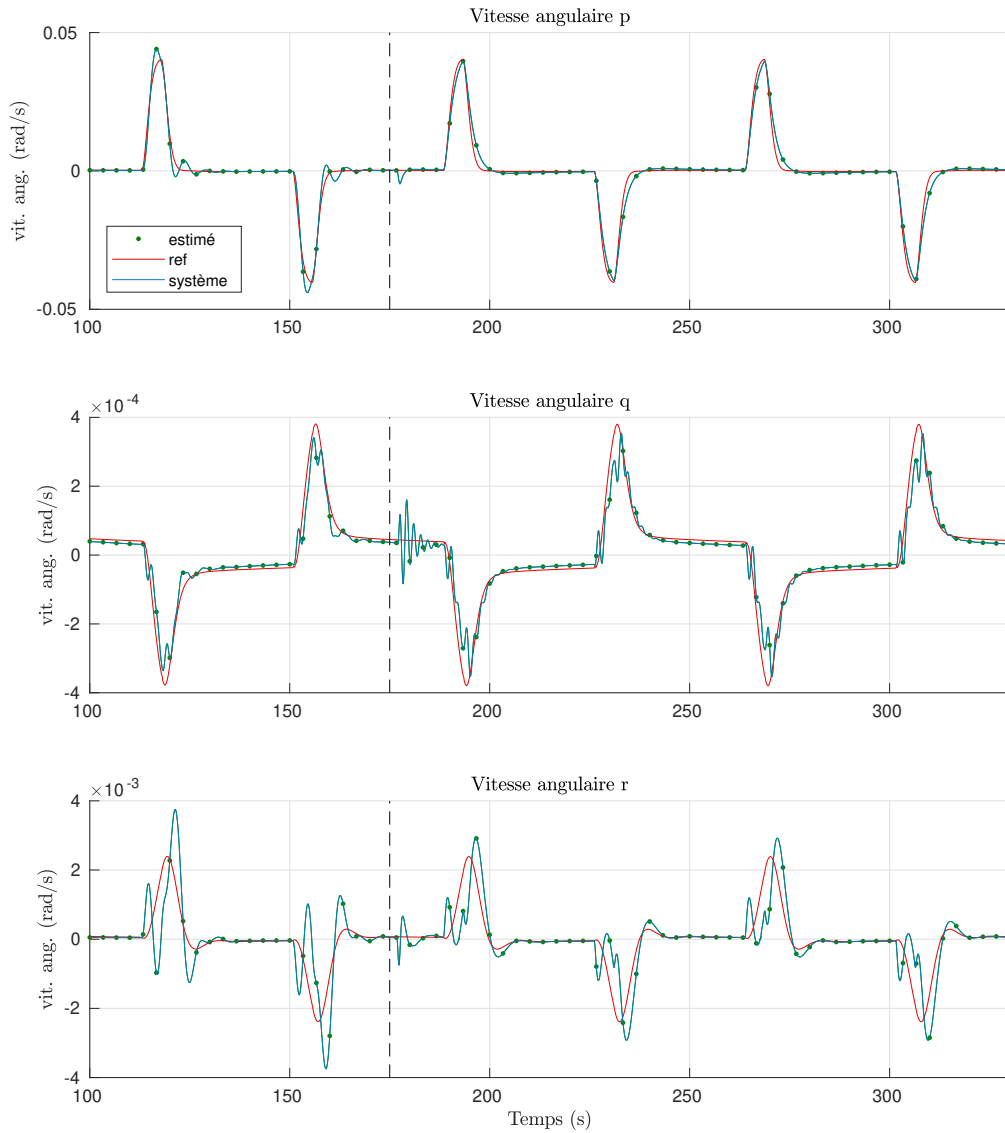 Vitesse angulaire p
vit. ang. (rad/s)
0.05
0
-0.05
estimé
ref
système
100 150 200 250 300
Vitesse angulaire q
×10-4
vit. ang. (rad/s)
4
2
0
-2
-4
100 150 200 250 300
Vitesse angulaire r
×10-3
vit. ang. (rad/s)
4
2
0
-2
-4
100 150 200 250 300
Temps (s)